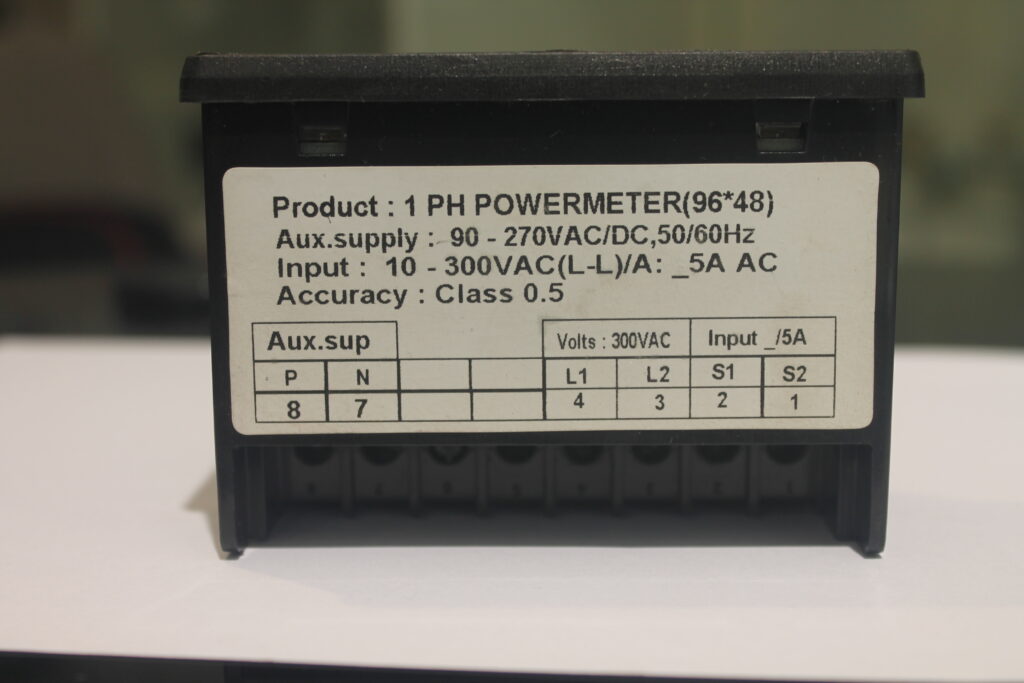 Product : 1 PH POWERMETER(96*48)
Aux.supply : 90 - 270VAC/DC,50/60Hz
Input : 10 - 300VAC(L-L)/A: _5A AC
Accuracy : Class 0.5
Aux.sup Volts : 300VAC Input _/5A
P N L1 L2 S1 S2
8 7 4 3 2 1